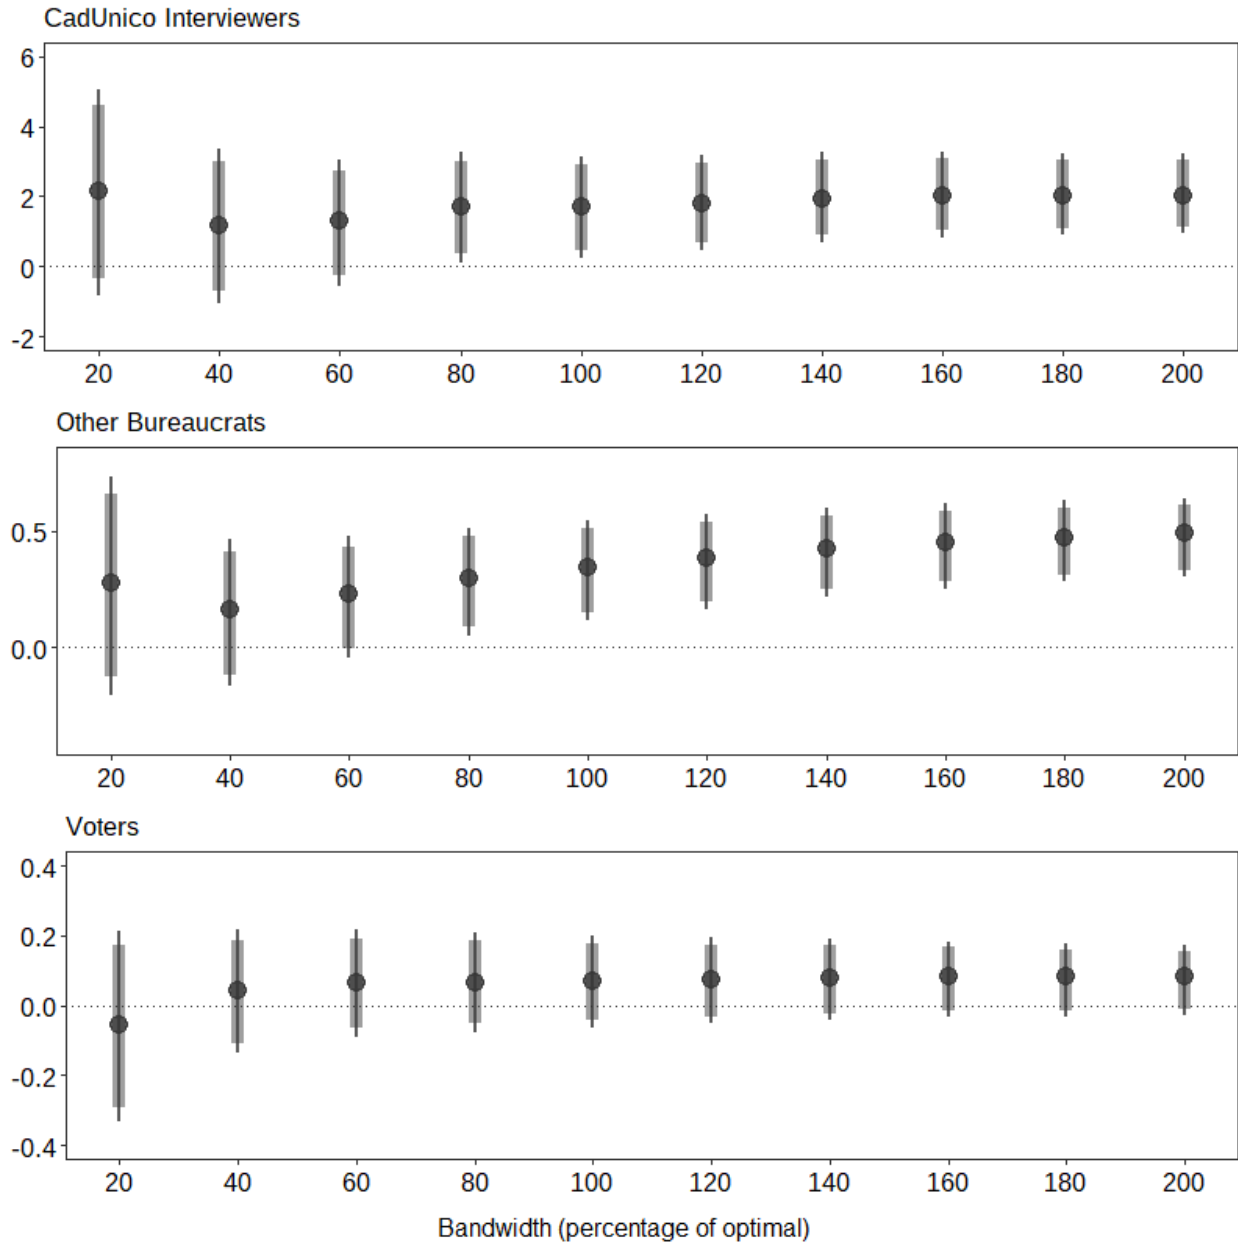 CadUnico Interviewers
6
4
2
0
-2
20 40 60 80 100 120 140 160 180 200
Other Bureaucrats
0.5
0.0
20 40 60 80 100 120 140 160 180 200
Voters
0.4
0.2
0.0
-0.2
-0.4
20 40 60 80 100 120 140 160 180 200
Bandwidth (percentage of optimal)